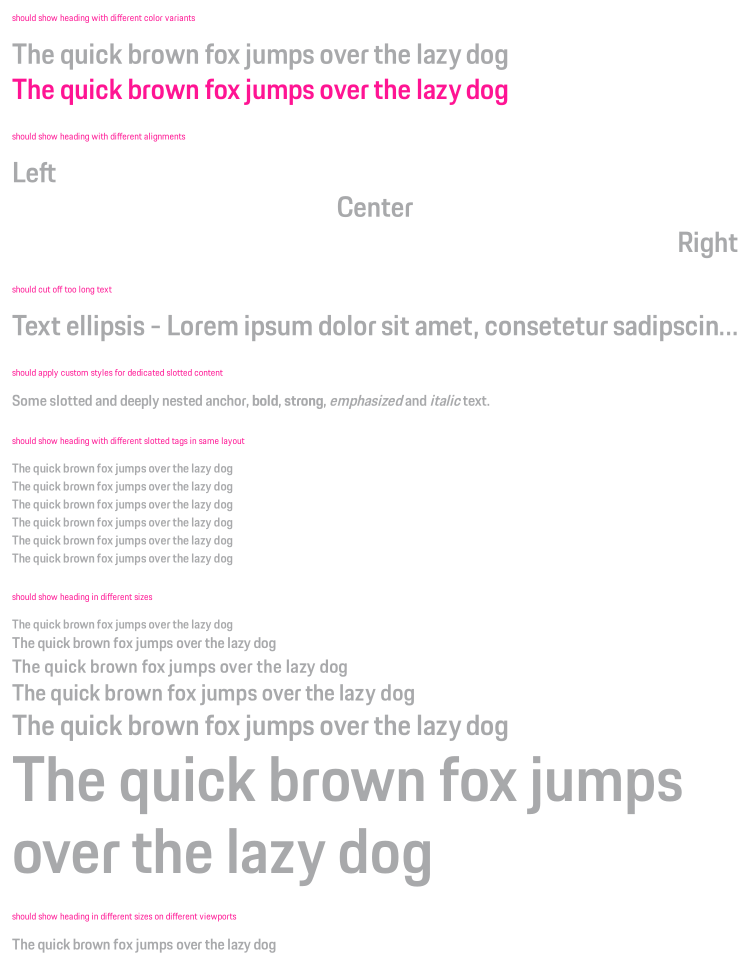 should show heading with different color variants
The quick brown fox jumps over the lazy dog
The quick brown fox jumps over the lazy dog
should show heading with different alignments
Left
Center
Right
should cut off too long text
Text ellipsis - Lorem ipsum dolor sit amet, consetetur sadipscin...
should apply custom styles for dedicated slotted content
Some slotted and deeply nested anchor, bold, strong, emphasized and italic text.
should show heading with different slotted tags in same layout
The quick brown fox jumps over the lazy dog
The quick brown fox jumps over the lazy dog
The quick brown fox jumps over the lazy dog
The quick brown fox jumps over the lazy dog
The quick brown fox jumps over the lazy dog
The quick brown fox jumps over the lazy dog
should show heading in different sizes
The quick brown fox jumps over the lazy dog
The quick brown fox jumps over the lazy dog
The quick brown fox jumps over the lazy dog
The quick brown fox jumps over the lazy dog
The quick brown fox jumps over the lazy dog
The quick brown fox jumps
over the lazy dog
should show heading in different sizes on different viewports
The quick brown fox jumps over the lazy dog